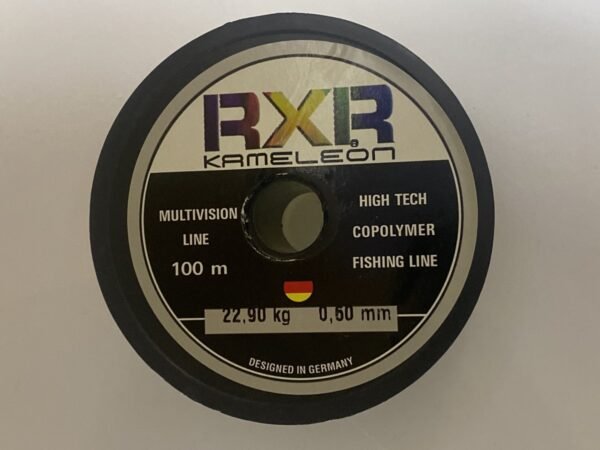 RXR
KAMELEON
MULTIVISION
LINE
100 m
HIGH TECH
COPOLYMER
FISHING LINE
22,90 kg 0,60 mm
DESIGNED IN GERMANY